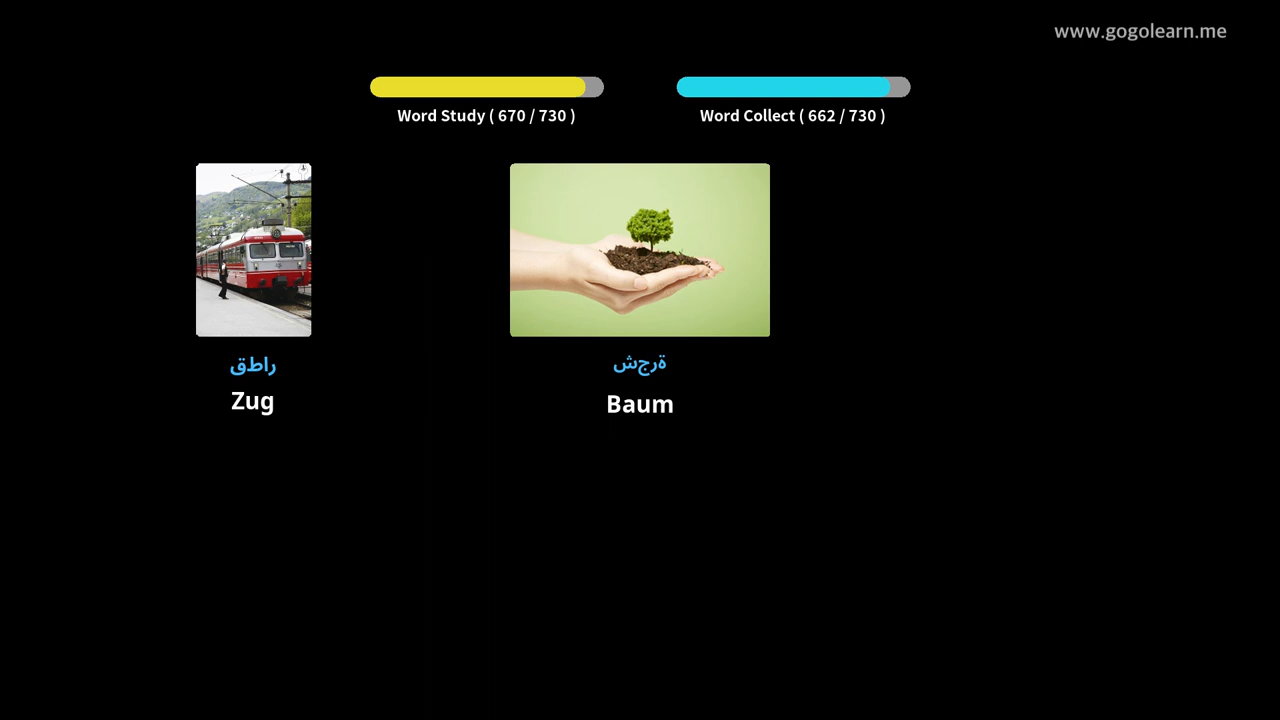 www.gogolearn.me
Word Study ( 670 / 730 )
Word Collect ( 662 / 730 )
راطق
Zug
ةرجش
Baum